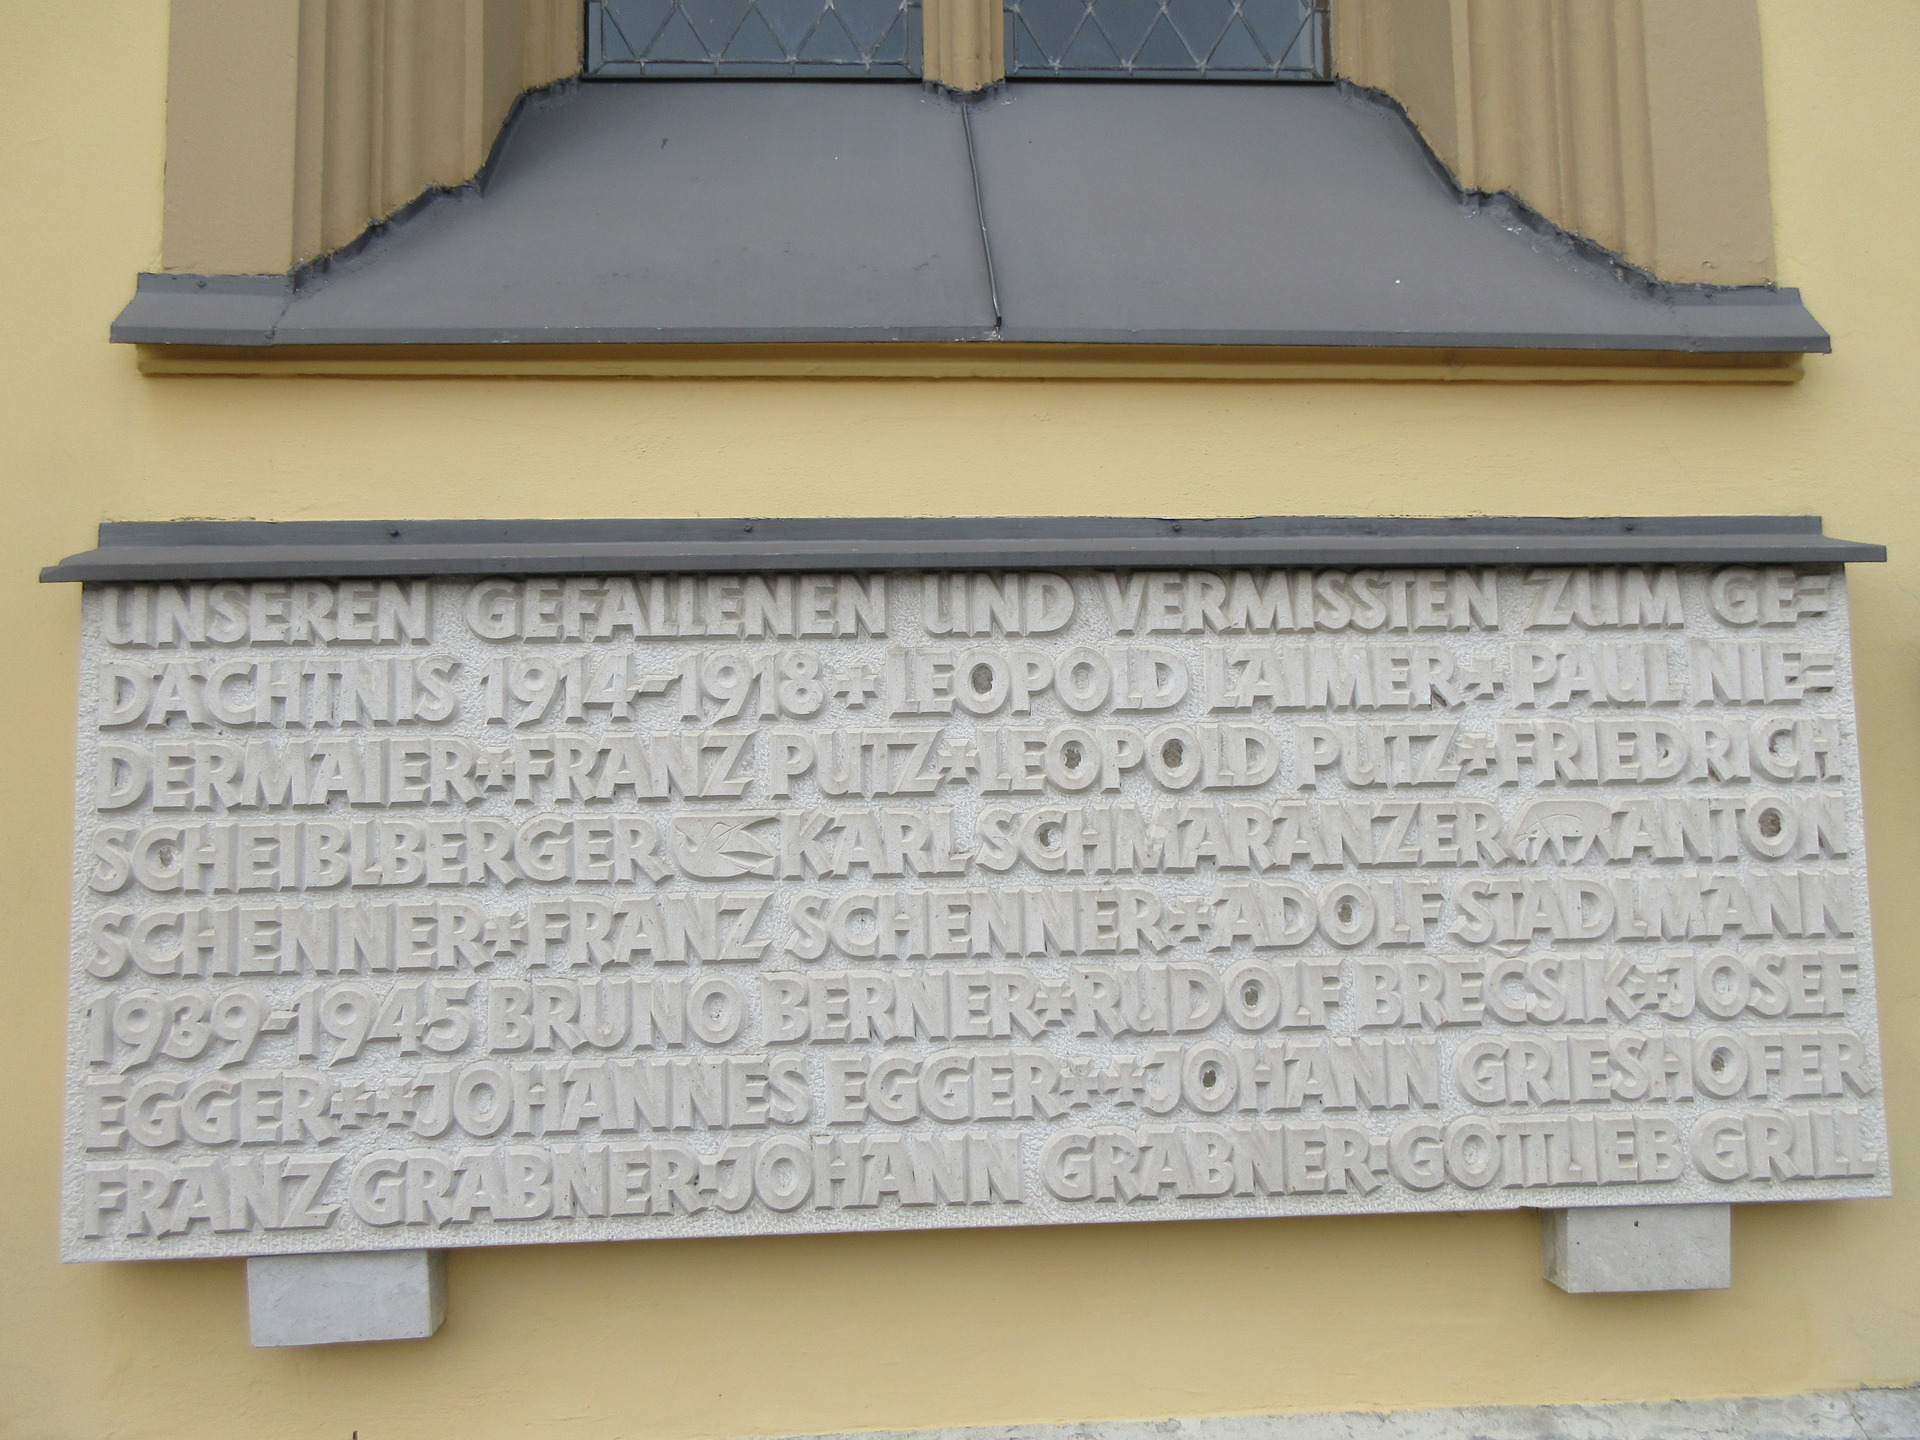 UNSEREN GEFALLENEN UND VERMISSTEN ZUM GE=
DÄCHTNIS 1914-1918+LEOPOLD LAIMER+PAUL NIE=
DERMAIER+FRANZ PUTZ+LEOPOLD PUTZ+FRIEDRICH
SCHEIBLBERGER KARL SCHMARANZER ANTON
SCHENNER+FRANZ SCHENNER+ADOLF STADLMANN
1939-1945 BRUNO BERNER+RUDOLF BRECSIK+JOSEF
EGGER++JOHANNES EGGER++JOHANN GRIESHOFER
FRANZ GRABNER:JOHANN GRABNER:GOTTLIEB GRILL